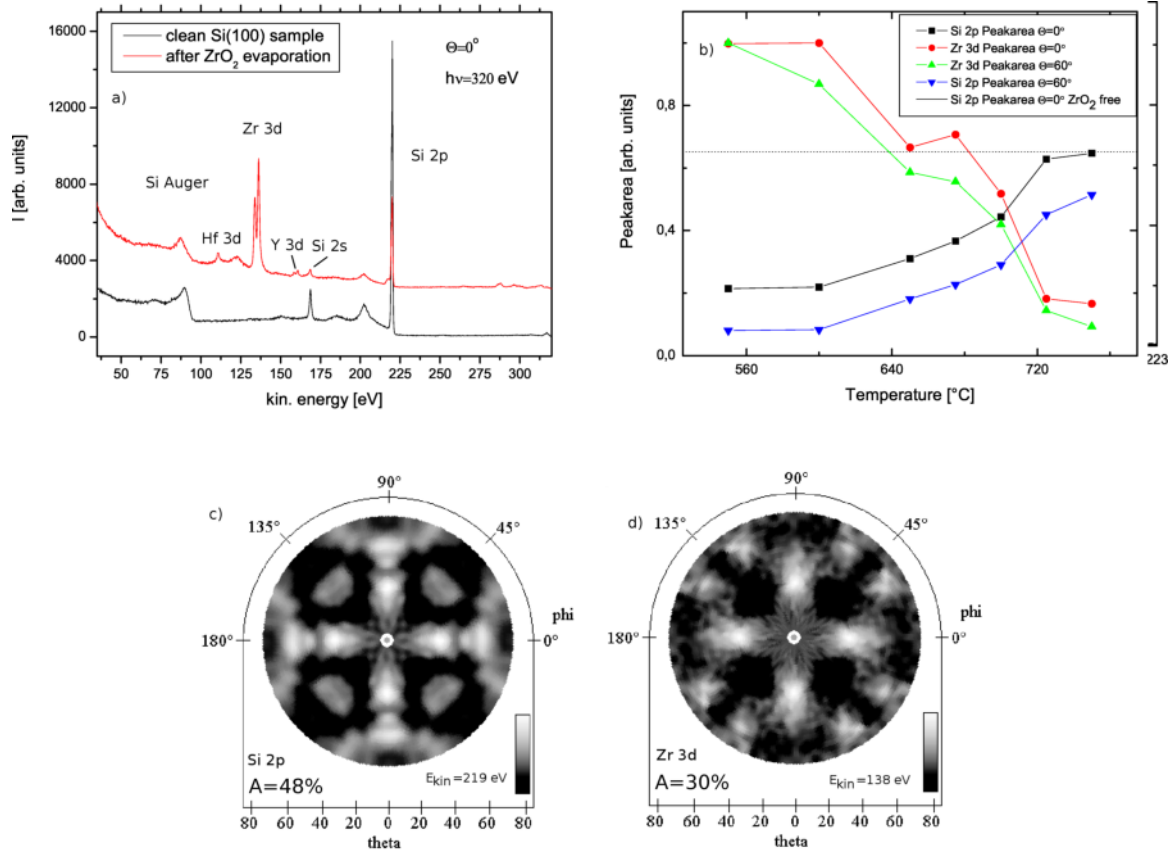 a)
clean Si(100) sample
after ZrO2 evaporation
Θ=0°
hν=320 eV
Zr 3d
Si Auger
Hf 3d
Y 3d
Si 2s
Si 2p
I [arb. units]
16000
12000
8000
4000
0
50 75 100 125 150 175 200 225 250 275 300
kin. energy [eV]
b)
Si 2p Peakarea Θ=0°
Zr 3d Peakarea Θ=0°
Zr 3d Peakarea Θ=60°
Si 2p Peakarea Θ=60°
Si 2p Peakarea Θ=0° ZrO2 free
Peakarea [arb. units]
0,8
0,4
0,0
560 640 720
223
Temperature [°C]
c)
90°
135°
45°
phi
180°
0°
Si 2p
A=48%
Ekin=219 eV
80 60 40 20 0 20 40 60 80
theta
d)
90°
135°
45°
phi
180°
0°
Zr 3d
A=30%
Ekin=138 eV
80 60 40 20 0 20 40 60 80
theta